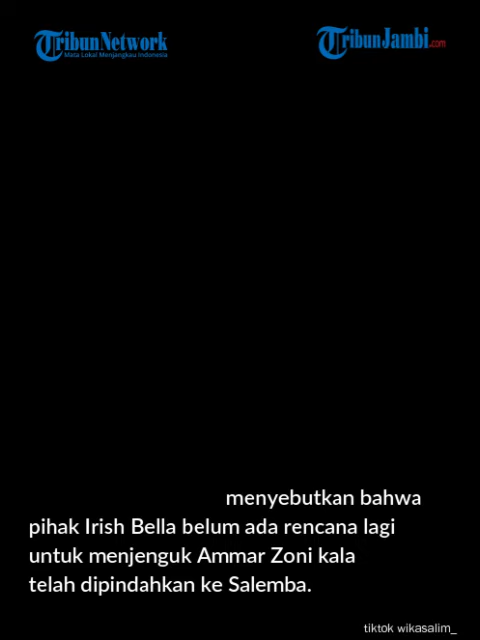 TribunNetwork
Mata Lokal Menjangkau Indonesia
TribunJambi.com
menyebutkan bahwa
pihak Irish Bella belum ada rencana lagi
untuk menjenguk Ammar Zoni kala
telah dipindahkan ke Salemba.
tiktok wikasalim_